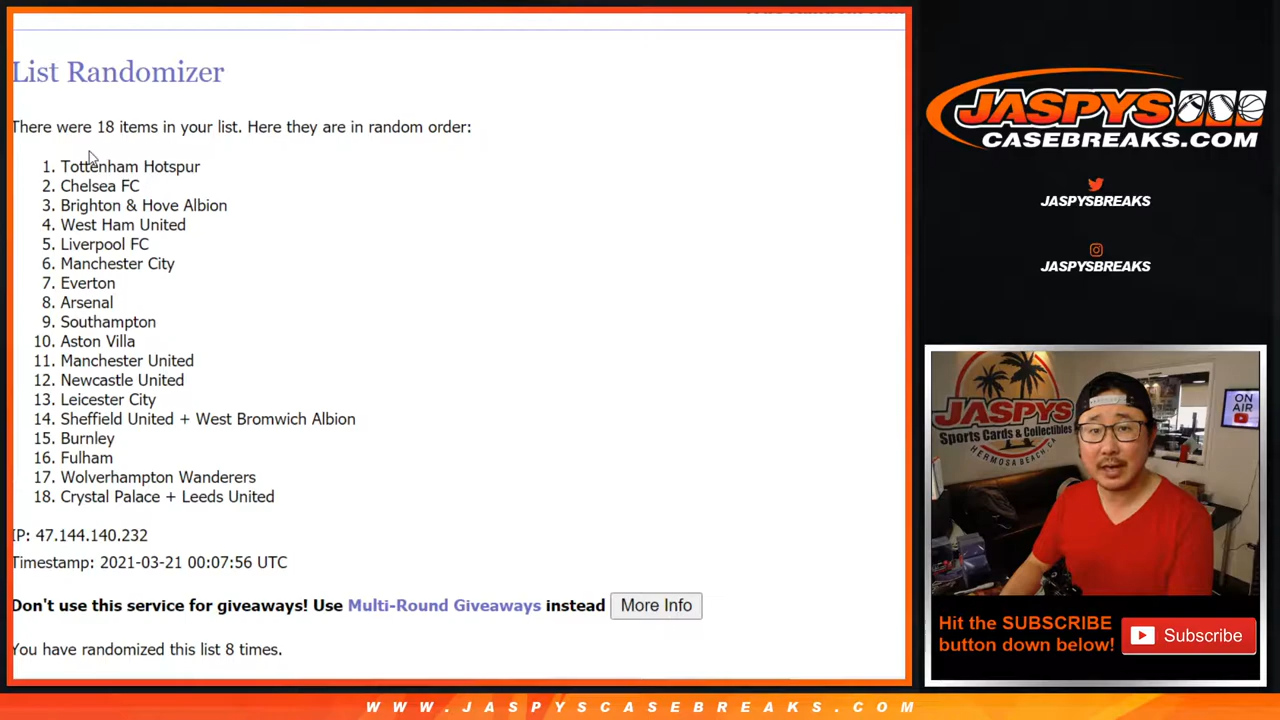 List Randomizer
There were 18 items in your list. Here they are in random order:
1. Tottenham Hotspur
2. Chelsea FC
3. Brighton & Hove Albion
4. West Ham United
5. Liverpool FC
6. Manchester City
7. Everton
8. Arsenal
9. Southampton
10. Aston Villa
11. Manchester United
12. Newcastle United
13. Leicester City
14. Sheffield United + West Bromwich Albion
15. Burnley
16. Fulham
17. Wolverhampton Wanderers
18. Crystal Palace + Leeds United
IP: 47.144.140.232
Timestamp: 2021-03-21 00:07:56 UTC
Don't use this service for giveaways! Use Multi-Round Giveaways instead More Info
You have randomized this list 8 times.
JASPYS
CASEBREAKS.COM
JASPYSBREAKS
JASPYSBREAKS
JASPYS
Sports Cards & Collectibles
HERMOSA BEACH, CA
ON
AIR
Hit the SUBSCRIBE
button down below!
Subscribe
WWW.JASPYSCASEBREAKS.COM